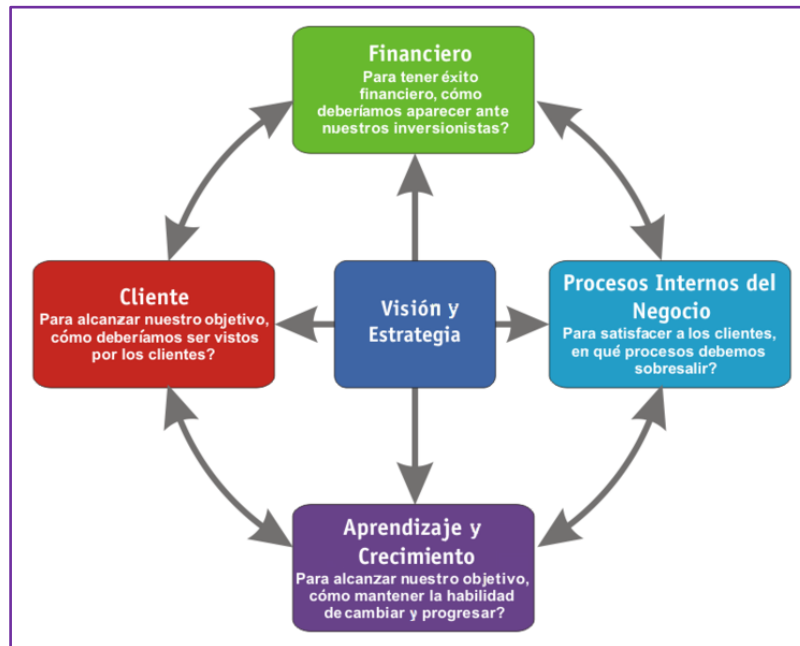 Financiero
Para tener éxito
financiero, cómo
deberíamos aparecer ante
nuestros inversionistas?
Cliente
Para alcanzar nuestro objetivo,
cómo deberíamos ser vistos
por los clientes?
Visión y
Estrategia
Procesos Internos del
Negocio
Para satisfacer a los clientes,
en qué procesos debemos
sobresalir?
Aprendizaje y
Crecimiento
Para alcanzar nuestro objetivo,
cómo mantener la habilidad
de cambiar y progresar?